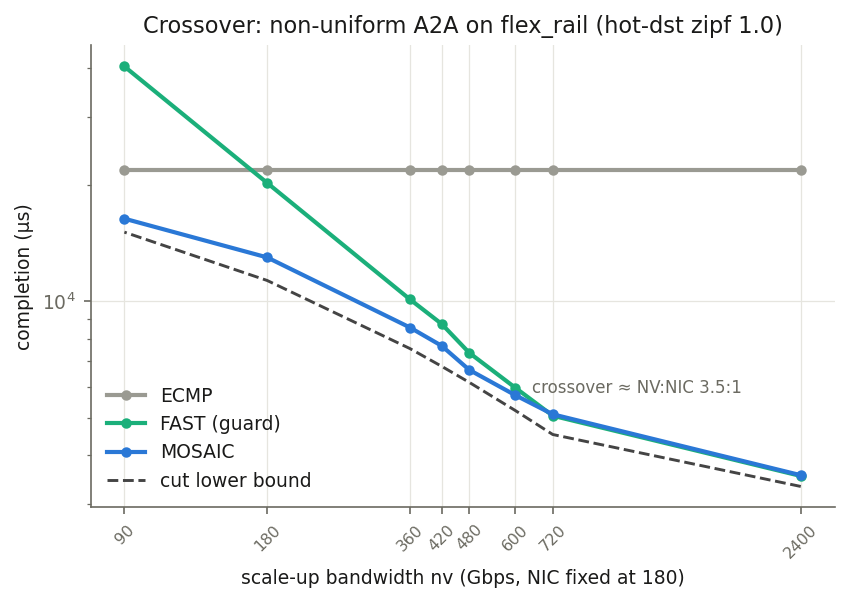 Crossover: non-uniform A2A on flex_rail (hot-dst zipf 1.0)
completion (µs)
10⁴
crossover ≈ NV:NIC 3.5:1
ECMP
FAST (guard)
MOSAIC
cut lower bound
90 180 360 420 480 600 720 2400
scale-up bandwidth nv (Gbps, NIC fixed at 180)